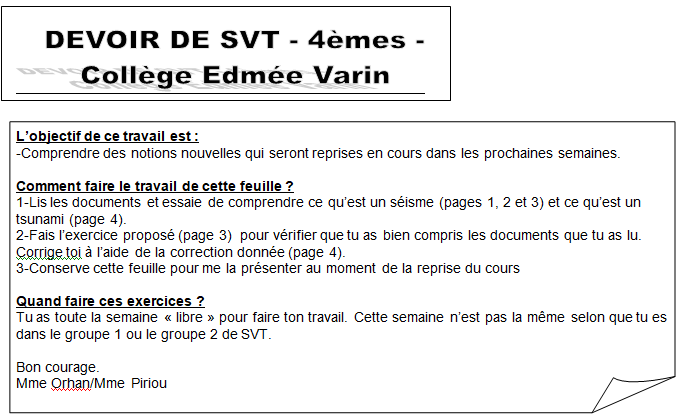 DEVOIR DE SVT - 4èmes -
Collège Edmée Varin
L'objectif de ce travail est :
-Comprendre des notions nouvelles qui seront reprises en cours dans les prochaines semaines.
Comment faire le travail de cette feuille ?
1-Lis les documents et essaie de comprendre ce qu'est un séisme (pages 1, 2 et 3) et ce qu'est un
tsunami (page 4).
2-Fais l'exercice proposé (page 3) pour vérifier que tu as bien compris les documents que tu as lu.
Corrige toi à l'aide de la correction donnée (page 4).
3-Conserve cette feuille pour me la présenter au moment de la reprise du cours
Quand faire ces exercices ?
Tu as toute la semaine « libre » pour faire ton travail. Cette semaine n'est pas la même selon que tu es
dans le groupe 1 ou le groupe 2 de SVT.
Bon courage.
Mme Orhan/Mme Piriou